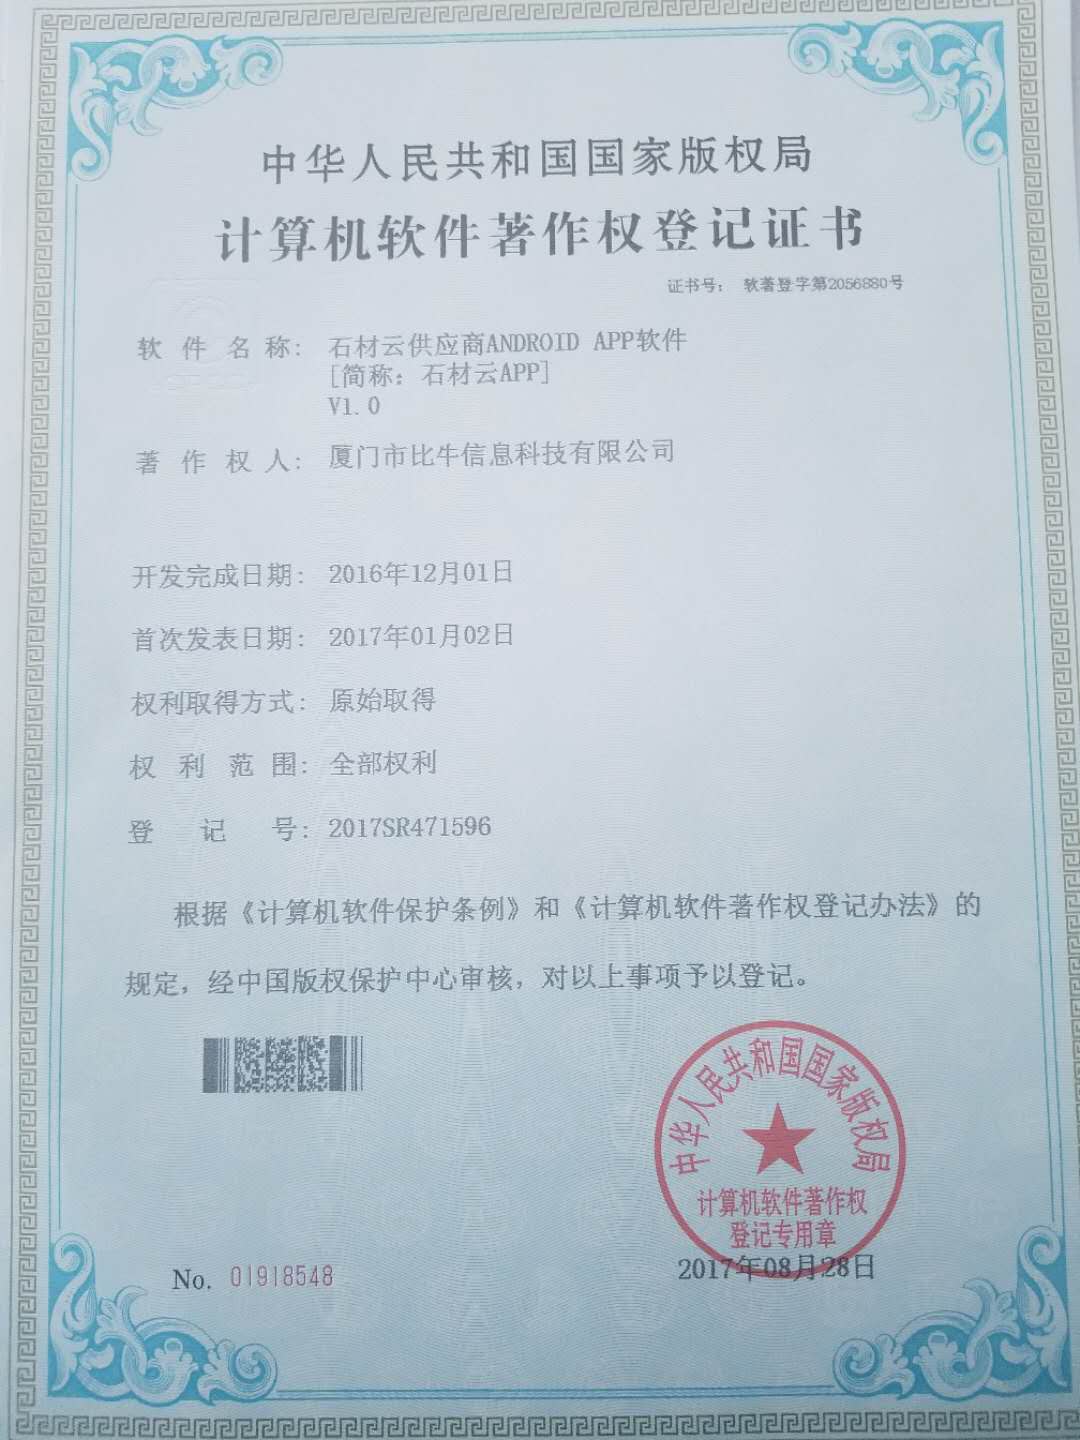 中华人民共和国国家版权局
计算机软件著作权登记证书
证书号： 软著登字第2056880号
软件名称： 石材云供应商ANDROID APP软件
[简称：石材云APP]
V1.0
著作权人： 厦门市比牛信息科技有限公司
开发完成日期： 2016年12月01日
首次发表日期： 2017年01月02日
权利取得方式： 原始取得
权利范围： 全部权利
登记号： 2017SR471596
根据《计算机软件保护条例》和《计算机软件著作权登记办法》的
规定，经中国版权保护中心审核，对以上事项予以登记。
中华人民共和国国家版权局
计算机软件著作权
登记专用章
No. 01918548
2017年08月28日